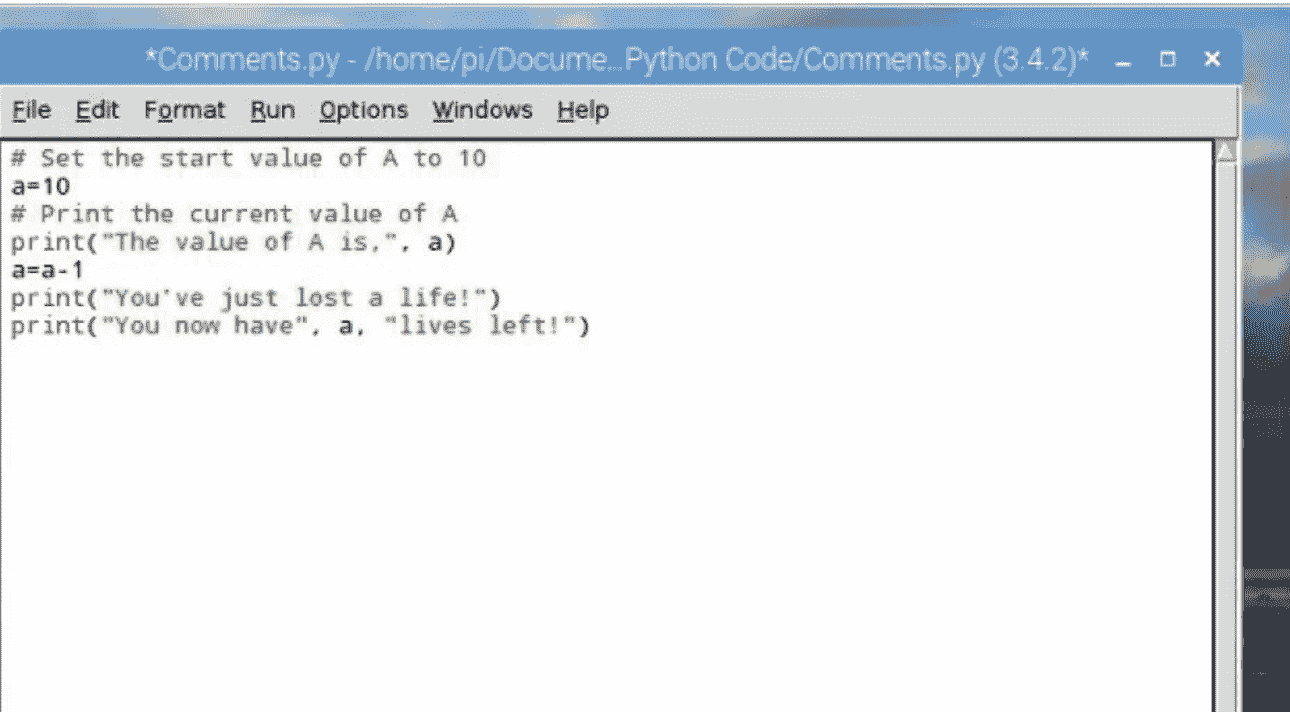 *Comments.py - /home/pi/Docume...Python Code/Comments.py (3.4.2)*
File Edit Format Run Options Windows Help
# Set the start value of A to 10
a=10
# Print the current value of A
print("The value of A is,", a)
a=a-1
print("You've just lost a life!")
print("You now have", a, "lives left!")